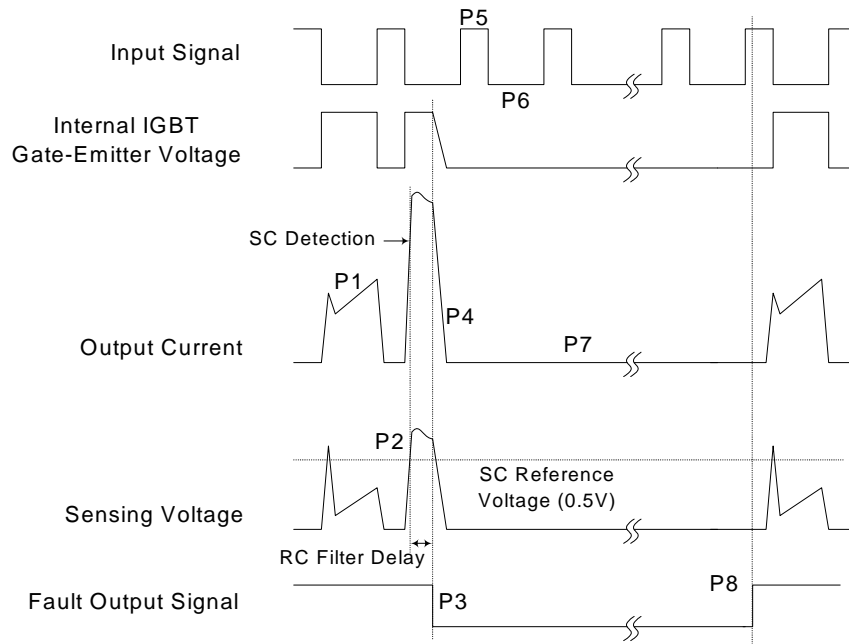 P5
Input Signal
P6
Internal IGBT
Gate-Emitter Voltage
SC Detection
P1
P4
Output Current
P7
P2
SC Reference
Voltage (0.5V)
Sensing Voltage
RC Filter Delay
P8
Fault Output Signal
P3